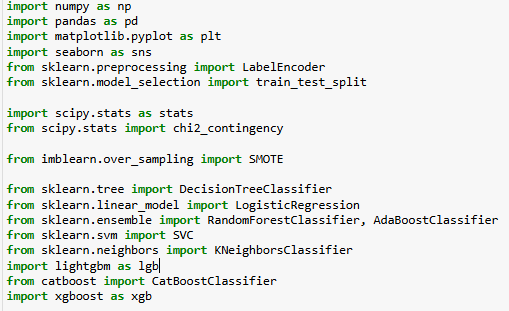 import numpy as np
import pandas as pd
import matplotlib.pyplot as plt
import seaborn as sns
from sklearn.preprocessing import LabelEncoder
from sklearn.model_selection import train_test_split
import scipy.stats as stats
from scipy.stats import chi2_contingency
from imblearn.over_sampling import SMOTE
from sklearn.tree import DecisionTreeClassifier
from sklearn.linear_model import LogisticRegression
from sklearn.ensemble import RandomForestClassifier, AdaBoostClassifier
from sklearn.svm import SVC
from sklearn.neighbors import KNeighborsClassifier
import lightgbm as lgb
from catboost import CatBoostClassifier
import xgboost as xgb